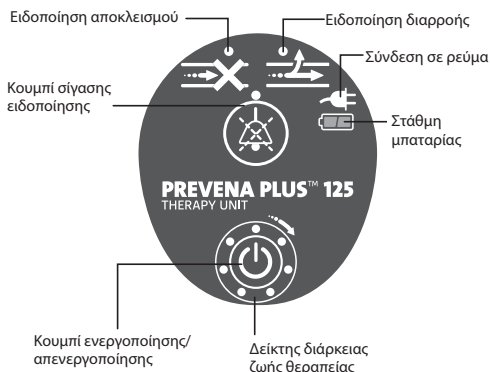 Ειδοποίηση αποκλεισμού
Ειδοποίηση διαρροής
Σύνδεση σε ρεύμα
Κουμπί σίγασης
ειδοποίησης
Στάθμη
μπαταρίας
PREVENA PLUS™ 125
THERAPY UNIT
Κουμπί ενεργοποίησης/
απενεργοποίησης
Δείκτης διάρκειας
ζωής θεραπείας